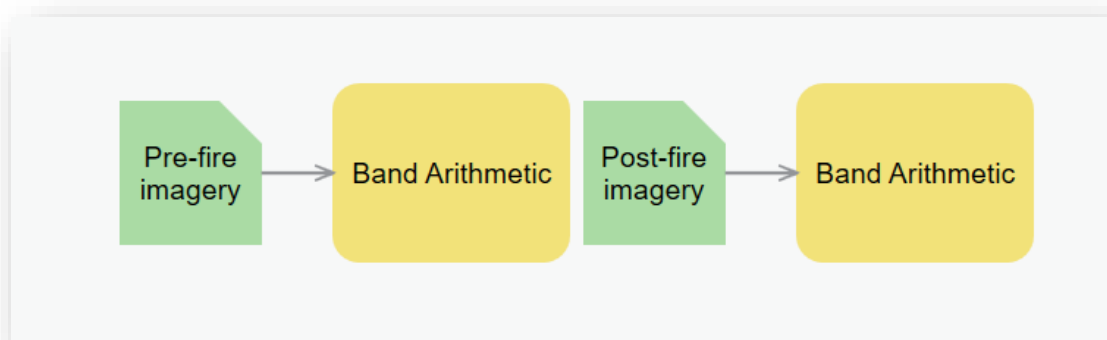 Pre-fire
imagery
Band Arithmetic
Post-fire
imagery
Band Arithmetic